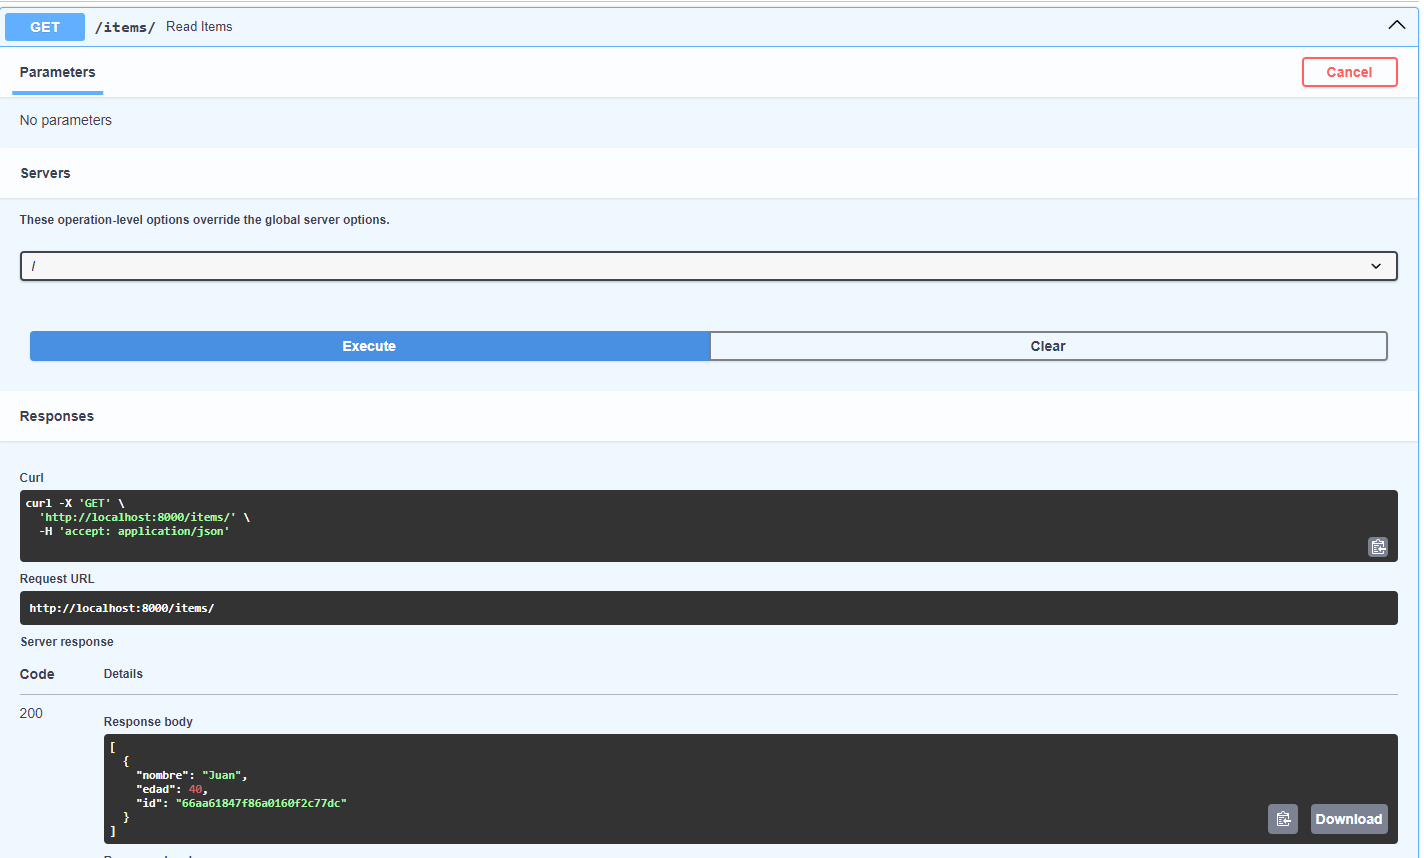 GET /items/ Read Items
Parameters
Cancel
No parameters
Servers
These operation-level options override the global server options.
/
Execute
Clear
Responses
Curl
curl -X 'GET' \
'http://localhost:8000/items/' \
-H 'accept: application/json'
Request URL
http://localhost:8000/items/
Server response
Code Details
200
Response body
[
{
"nombre": "Juan",
"edad": 40,
"id": "66aa61847f86a0160f2c77dc"
}
]
Download